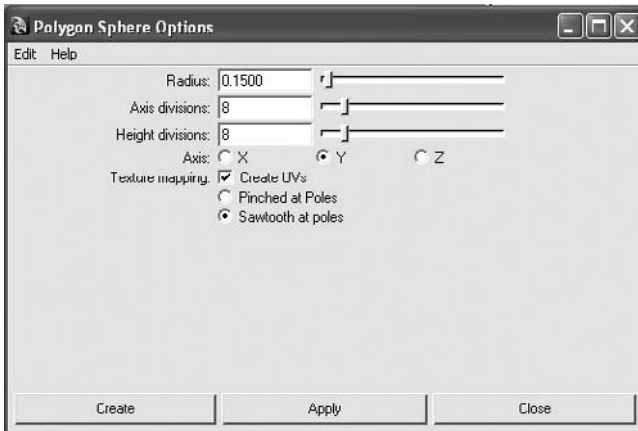 Polygon Sphere Options
Edit Help
Radius: 0.1500
Axis divisions: 8
Height divisions: 8
Axis: X Y Z
Texture mapping: Create UVs
Pinched at Poles
Sawtooth at poles
Create Apply Close